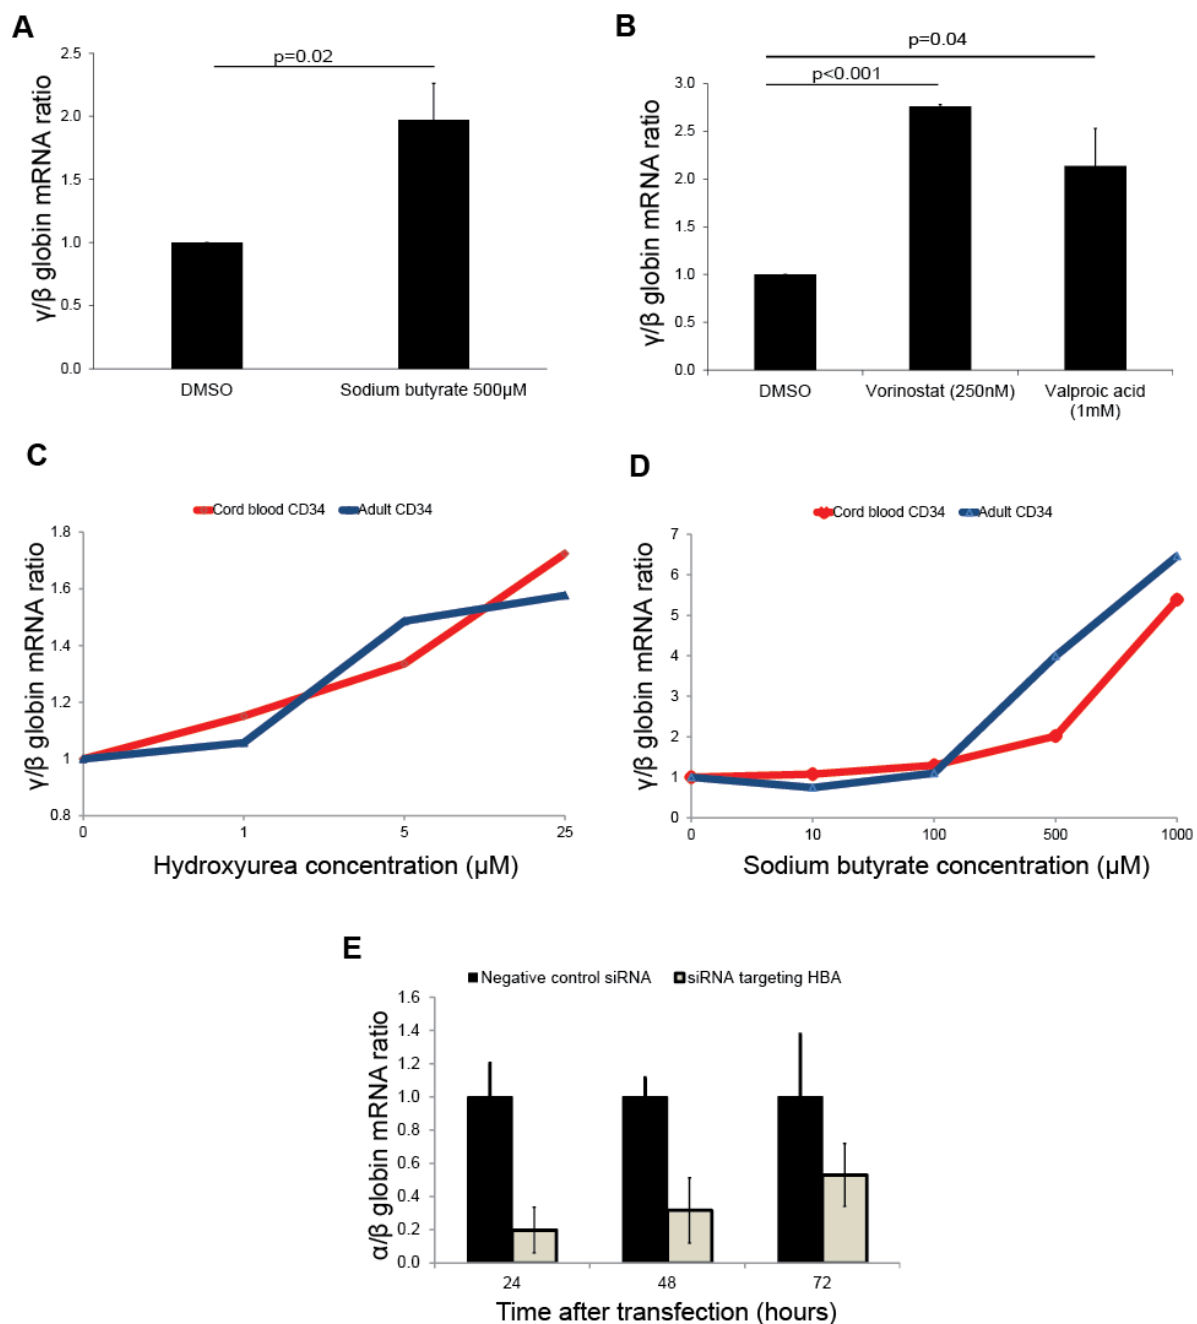 A
γ/β globin mRNA ratio
2.5
2.0
1.5
1.0
0.5
0.0
p=0.02
DMSO
Sodium butyrate 500µM
B
γ/β globin mRNA ratio
3.0
2.5
2.0
1.5
1.0
0.5
0.0
p=0.04
p<0.001
DMSO
Vorinostat (250nM)
Valproic acid
(1mM)
C
Cord blood CD34
Adult CD34
γ/β globin mRNA ratio
1.8
1.6
1.4
1.2
1
0.8
0
1
5
25
Hydroxyurea concentration (µM)
D
Cord blood CD34
Adult CD34
γ/β globin mRNA ratio
7
6
5
4
3
2
1
0
0
10
100
500
1000
Sodium butyrate concentration (µM)
E
Negative control siRNA
siRNA targeting HBA
α/β globin mRNA ratio
1.6
1.4
1.2
1.0
0.8
0.6
0.4
0.2
0.0
24
48
72
Time after transfection (hours)